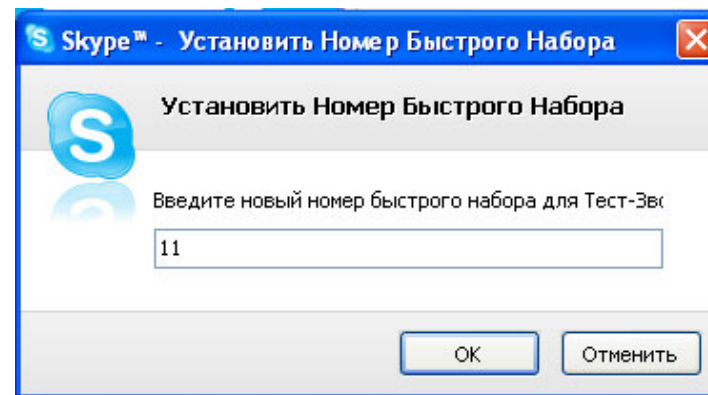 Skype™ - Установить Номер Быстрого Набора
Установить Номер Быстрого Набора
Введите новый номер быстрого набора для Тест-Зво
11
OK
Отменить